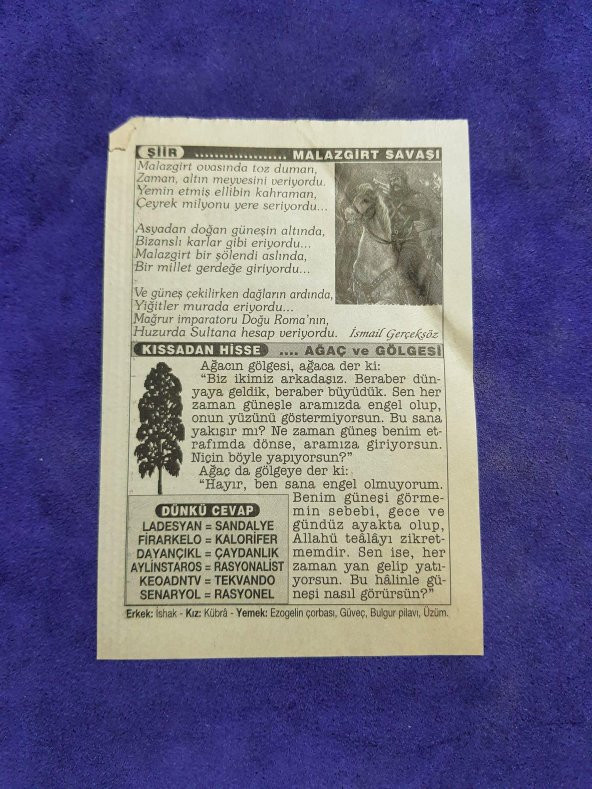 ŞİİR .................. MALAZGİRT SAVAŞI
Malazgirt ovasında toz duman,
Zaman, altın meyvesini veriyordu.
Yemin etmiş ellibin kahraman,
Çeyrek milyonu yere seriyordu...
Asyadan doğan güneşin altında,
Bizanslı karlar gibi eriyordu...
Malazgirt bir şölendi aslında,
Bir millet gerdeğe giriyordu...
Ve güneş çekilirken dağların ardında,
Yiğitler murada eriyordu...
Mağrur imparatoru Doğu Roma'nın,
Huzurda Sultana hesap veriyordu. İsmail Gerçeksöz
KISSADAN HİSSE .... AĞAÇ ve GÖLGESİ
Ağacın gölgesi, ağaca der ki:
“Biz ikimiz arkadaşız. Beraber dün-
yaya geldik, beraber büyüdük. Sen her
zaman güneşle aramızda engel olup,
onun yüzünü göstermiyorsun. Bu sana
yakışır mı? Ne zaman güneş benim et-
rafımda dönse, aramıza giriyorsun.
Niçin böyle yapıyorsun?”
Ağaç da gölgeye der ki:
“Hayır, ben sana engel olmuyorum.
Benim güneşi görme-
min sebebi, gece ve
gündüz ayakta olup,
Allahü teâlâyı zikret-
memdir. Sen ise, her
zaman yan gelip yatı-
yorsun. Bu hâlinle gü-
neşi nasıl görürsün?”
DÜNKÜ CEVAP
LADESYAN = SANDALYE
FİRARKELO = KALORİFER
DAYANÇIKL = ÇAYDANLIK
AYLİNSTAROS = RASYONALİST
KEOADNTV = TEKVANDO
SENARYOL = RASYONEL
Erkek: İshak - Kız: Kübrâ - Yemek: Ezogelin çorbası, Güveç, Bulgur pilavı, Üzüm.